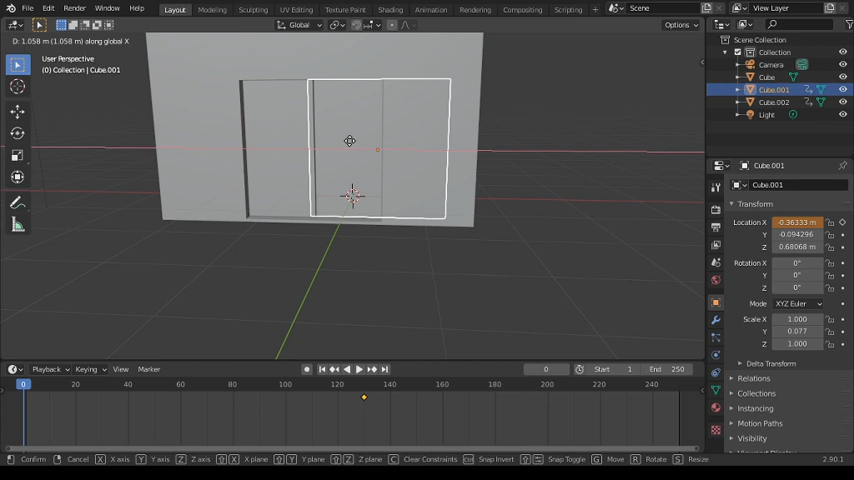 File Edit Render Window Help Layout Modeling Sculpting UV Editing Texture Paint Shading Animation Rendering Compositing Scripting Scene View Layer
Global Options
D: 1.058 m (1.058 m) along global X
User Perspective
(0) Collection | Cube.001
Scene Collection
Collection
Camera
Cube
Cube.001
Cube.002
Light
Cube.001
Cube.001
Transform
Location X -0.36333 m
Y -0.094296
Z 0.68068 m
Rotation X 0°
Y 0°
Z 0°
Mode XYZ Euler
Scale X 1.000
Y 0.077
Z 1.000
Delta Transform
Relations
Collections
Instancing
Motion Paths
Visibility
Viewport Display
Playback Keying View Marker 0 Start 1 End 250
0 20 40 60 80 100 120 140 160 180 200 220 240
Confirm Cancel X X axis Y Y axis Z Z axis X X plane Y Y plane Z Z plane C Clear Constraints Snap Invert Snap Toggle G Move R Rotate S Resize 2.90.1